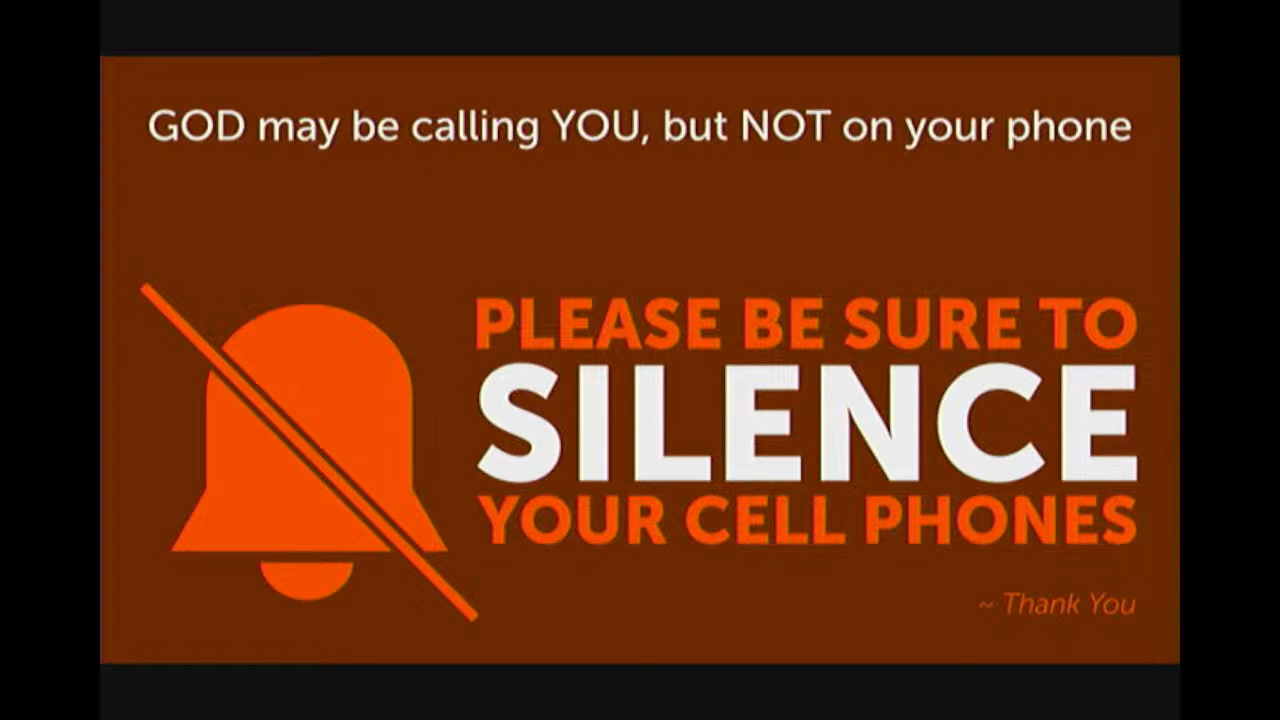 GOD may be calling YOU, but NOT on your phone
PLEASE BE SURE TO
SILENCE
YOUR CELL PHONES
~ Thank You